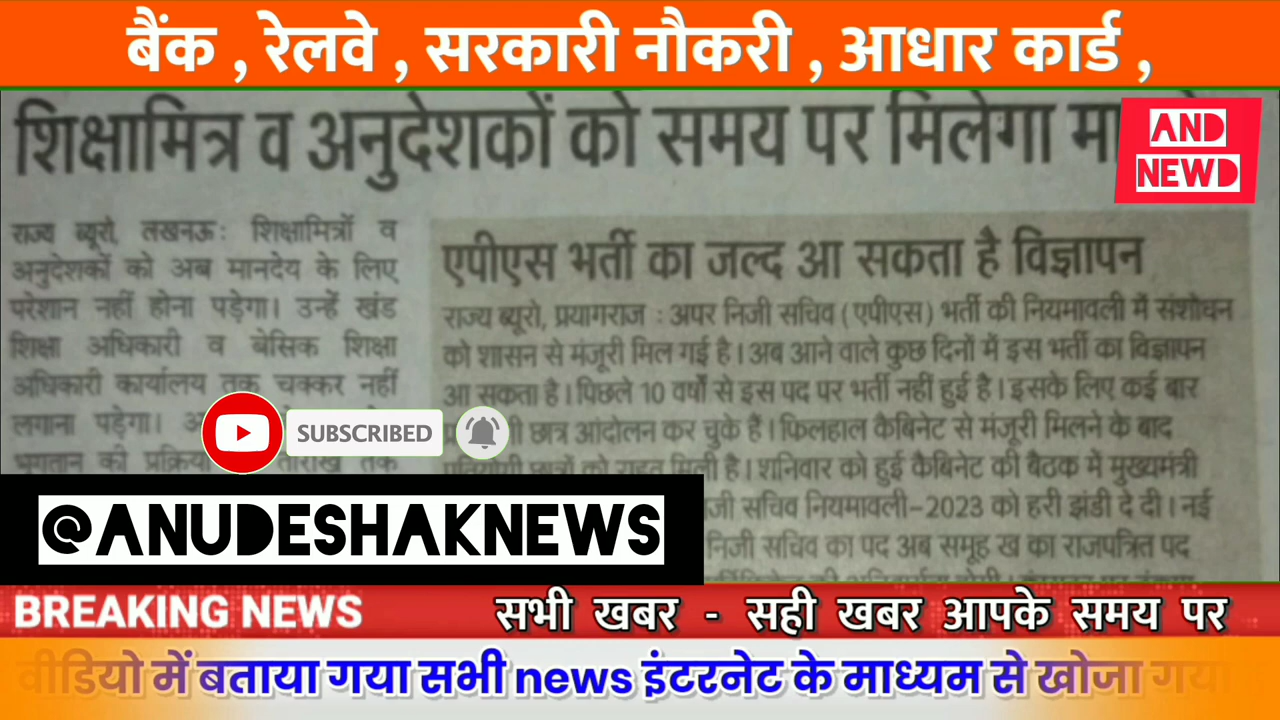 बैंक , रेलवे , सरकारी नौकरी , आधार कार्ड ,
शिक्षामित्र व अनुदेशकों को समय पर मिलेगा
AND
NEWD
राज्य ब्यूरो, लखनऊ: शिक्षामित्रों व
अनुदेशकों को अब मानदेय के लिए
परेशान नहीं होना पड़ेगा। उन्हें खंड
शिक्षा अधिकारी व बेसिक शिक्षा
अधिकारी कार्यालय तक चक्कर नहीं
लगाना पड़ेगा।
भुगतान की तारीख तक
एपीएस भर्ती का जल्द आ सकता है विज्ञापन
राज्य ब्यूरो, प्रयागराज : अपर निजी सचिव (एपीएस) भर्ती की नियमावली में संशोधन
को शासन से मंजूरी मिल गई है। अब आने वाले कुछ दिनों में इस भर्ती का विज्ञापन
आ सकता है। पिछले 10 वर्षों से इस पद पर भर्ती नहीं हुई है। इसके लिए कई बार
छात्र आंदोलन कर चुके हैं। फिलहाल कैबिनेट से मंजूरी मिलने के बाद
छात्रों को राहत मिली है। शनिवार को हुई कैबिनेट की बैठक में मुख्यमंत्री
सचिव नियमावली-2023 को हरी झंडी दे दी। नई
निजी सचिव का पद अब समूह ख का राजपत्रित पद
SUBSCRIBED
@ANUDESHAKNEWS
BREAKING NEWS
सभी खबर - सही खबर आपके समय पर
वीडियो में बताया गया सभी news इंटरनेट के माध्यम से खोजा गया